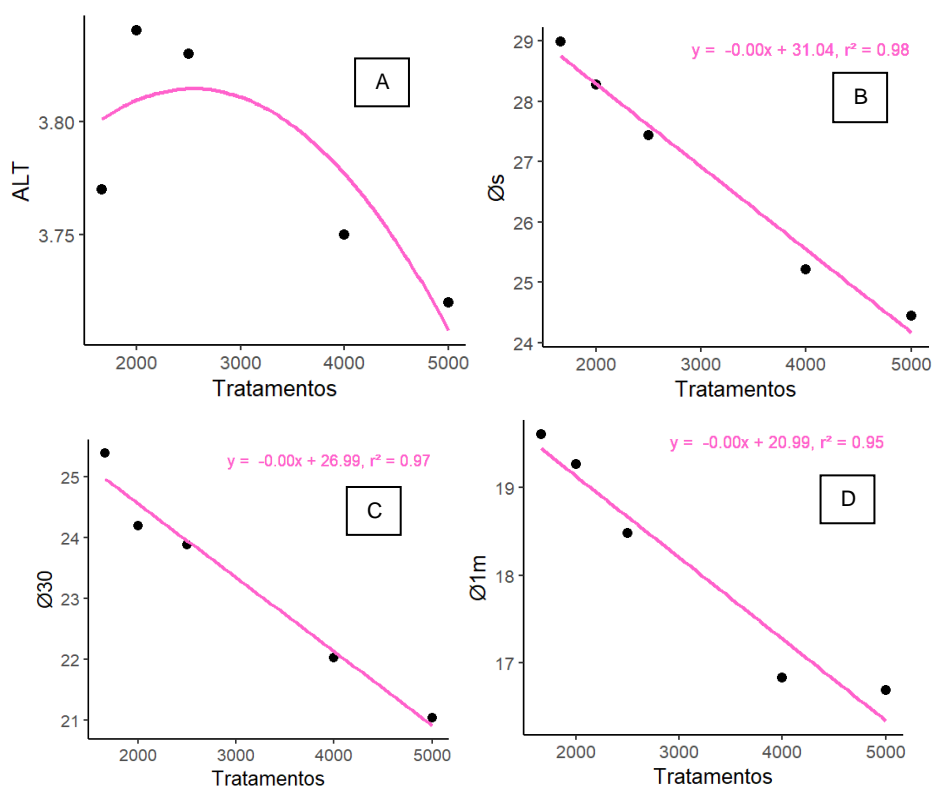 A
ALT
3.80
3.75
2000 3000 4000 5000
Tratamentos
y = -0.00x + 31.04, r² = 0.98
B
Øs
29
28
27
26
25
24
2000 3000 4000 5000
Tratamentos
y = -0.00x + 26.99, r² = 0.97
C
Ø30
25
24
23
22
21
2000 3000 4000 5000
Tratamentos
y = -0.00x + 20.99, r² = 0.95
D
Ø1m
19
18
17
2000 3000 4000 5000
Tratamentos